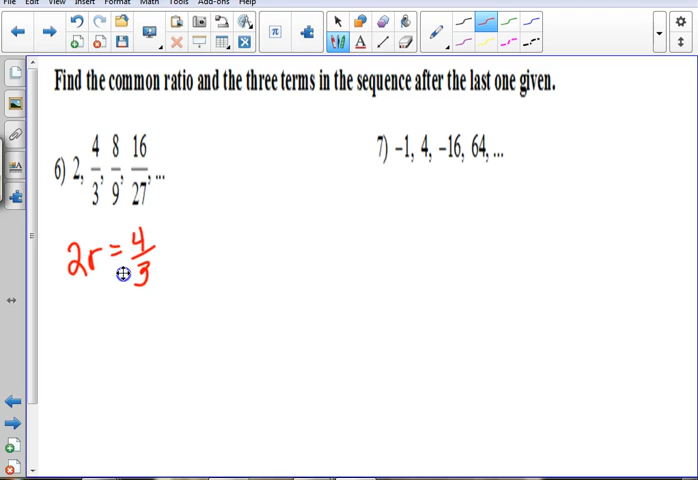 File Edit View Insert Format Tools Add-ons Help
Find the common ratio and the three terms in the sequence after the last one given.
6) 2, 4/3, 8/9, 16/27, ...
7) −1, 4, −16, 64, ...
2r = 4/3